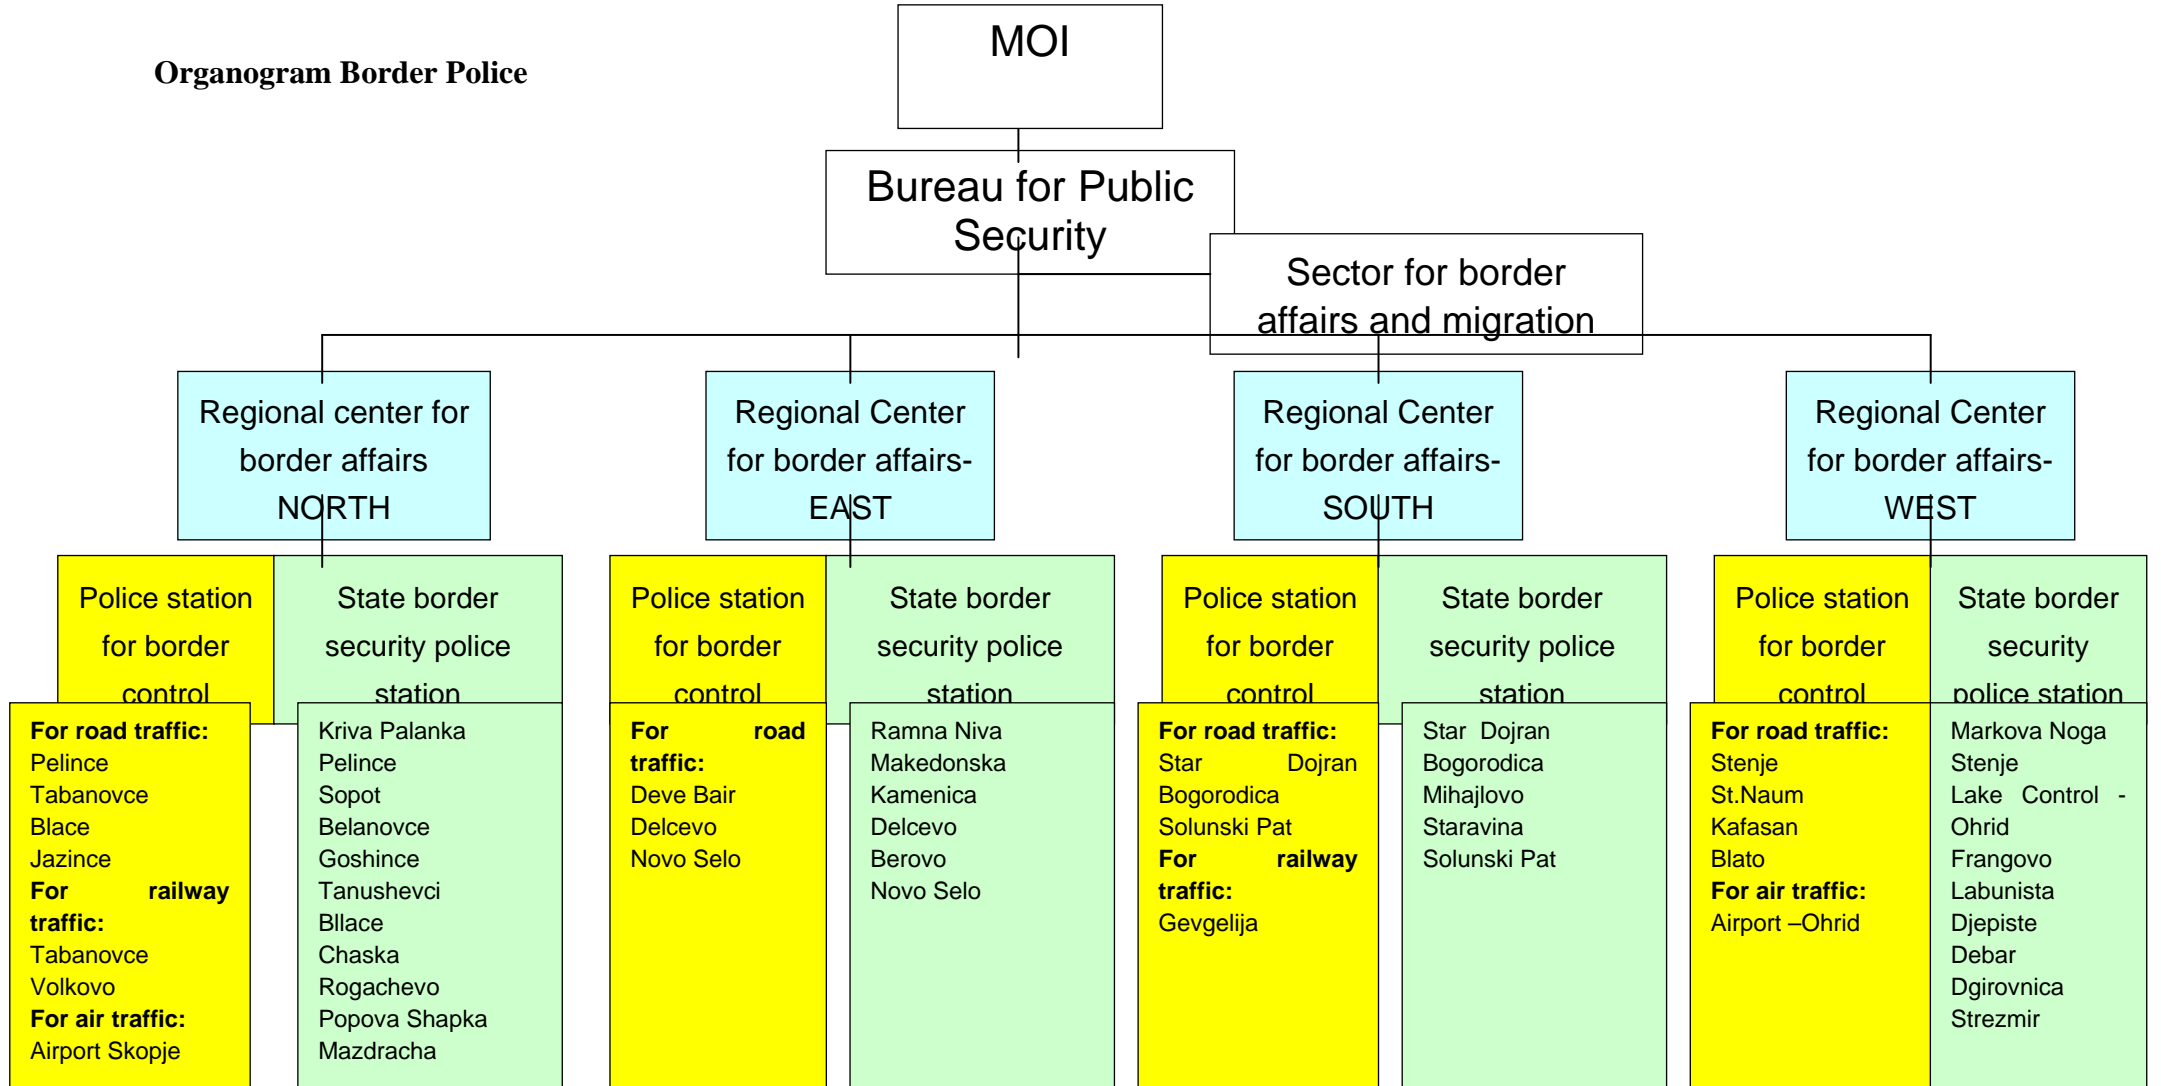 Organogram Border Police
MOI
Bureau for Public
Security
Sector for border
affairs and migration
Regional center for
border affairs
NORTH
Regional Center
for border affairs-
EAST
Regional Center
for border affairs-
SOUTH
Regional Center
for border affairs-
WEST
Police station
for border
control
State border
security police
station
Police station
for border
control
State border
security police
station
Police station
for border
control
State border
security police
station
Police station
for border
control
State border
security
police station
For road traffic:
Pelince
Tabanovce
Blace
Jazince
For railway
traffic:
Tabanovce
Volkovo
For air traffic:
Airport Skopje
Kriva Palanka
Pelince
Sopot
Belanovce
Goshince
Tanushevci
Bllace
Chaska
Rogachevo
Popova Shapka
Mazdracha
For road
traffic:
Deve Bair
Delcevo
Novo Selo
Ramna Niva
Makedonska
Kamenica
Delcevo
Berovo
Novo Selo
For road traffic:
Star Dojran
Bogorodica
Solunski Pat
For railway
traffic:
Gevgelija
Star Dojran
Bogorodica
Mihajlovo
Staravina
Solunski Pat
For road traffic:
Stenje
St.Naum
Kafasan
Blato
For air traffic:
Airport –Ohrid
Markova Noga
Stenje
Lake Control -
Ohrid
Frangovo
Labunista
Djepiste
Debar
Dgirovnica
Strezmir